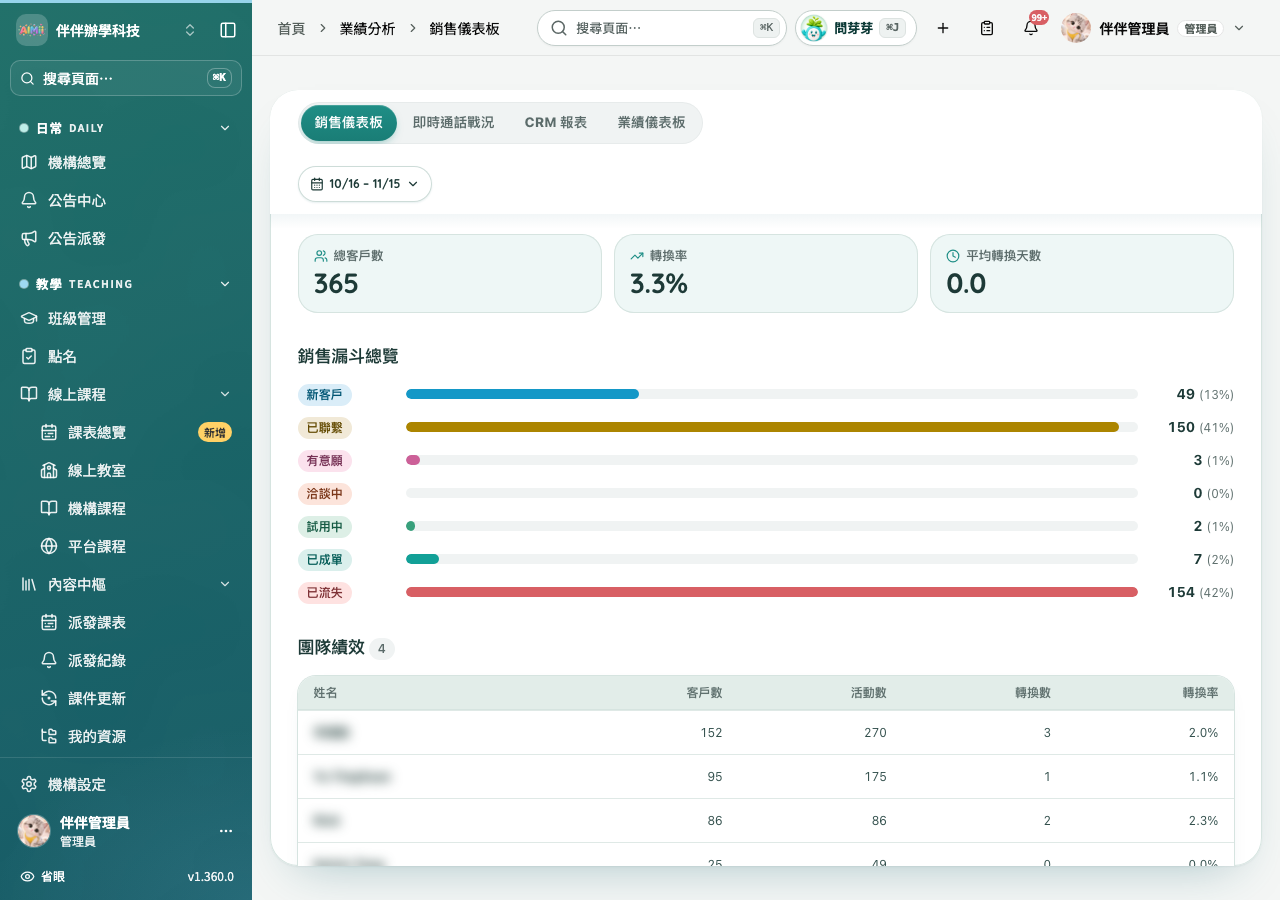 伴伴辦學科技
搜尋頁面⋯
⌘K
日常 DAILY
機構總覽
公告中心
公告派發
教學 TEACHING
班級管理
點名
線上課程
課表總覽
新增
線上教室
機構課程
平台課程
內容中樞
派發課表
派發紀錄
課件更新
我的資源
機構設定
伴伴管理員
管理員
省眼
v1.360.0
首頁 > 業績分析 > 銷售儀表板
搜尋頁面⋯ ⌘K
問芽芽 ⌘J
99+
伴伴管理員 管理員
銷售儀表板 即時通話戰況 CRM 報表 業績儀表板
10/16 - 11/15
總客戶數
365
轉換率
3.3%
平均轉換天數
0.0
銷售漏斗總覽
新客戶 49 (13%)
已聯繫 150 (41%)
有意願 3 (1%)
洽談中 0 (0%)
試用中 2 (1%)
已成單 7 (2%)
已流失 154 (42%)
團隊績效 4
姓名 客戶數 活動數 轉換數 轉換率
152 270 3 2.0%
95 175 1 1.1%
86 86 2 2.3%
25 49 0 0.0%